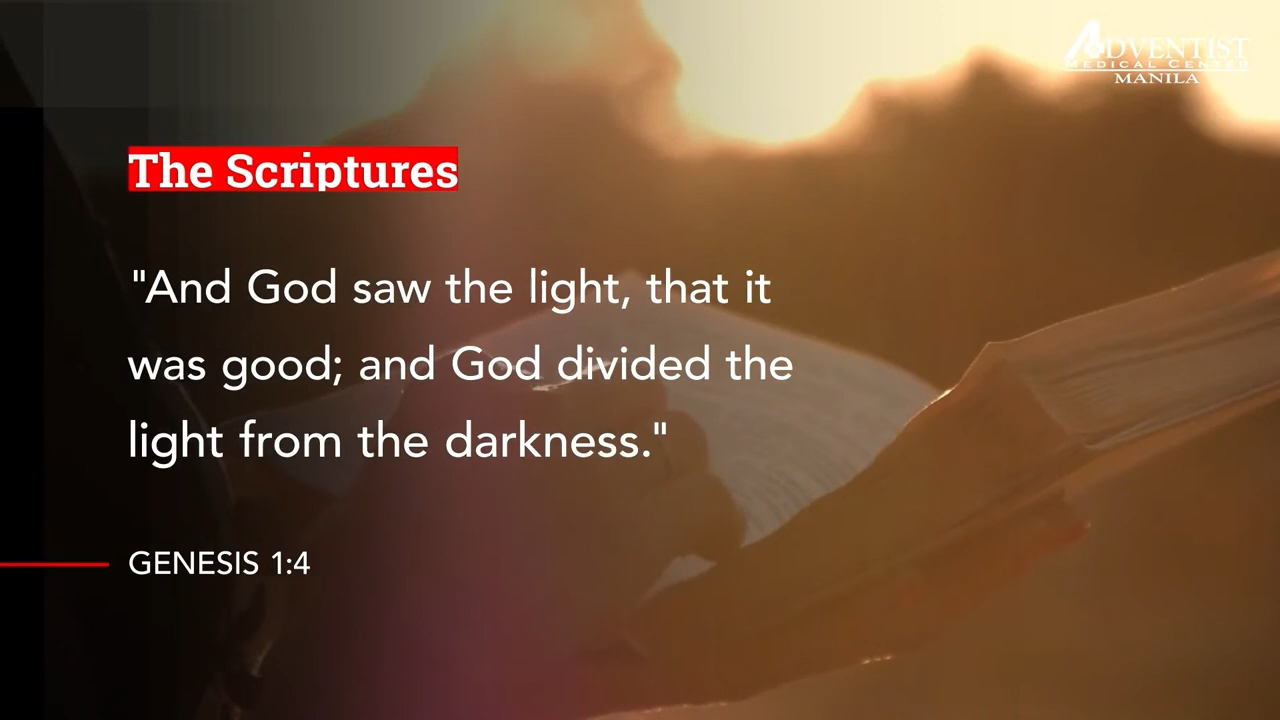 ADVENTIST
MEDICAL CENTER
MANILA
The Scriptures
"And God saw the light, that it
was good; and God divided the
light from the darkness."
GENESIS 1:4